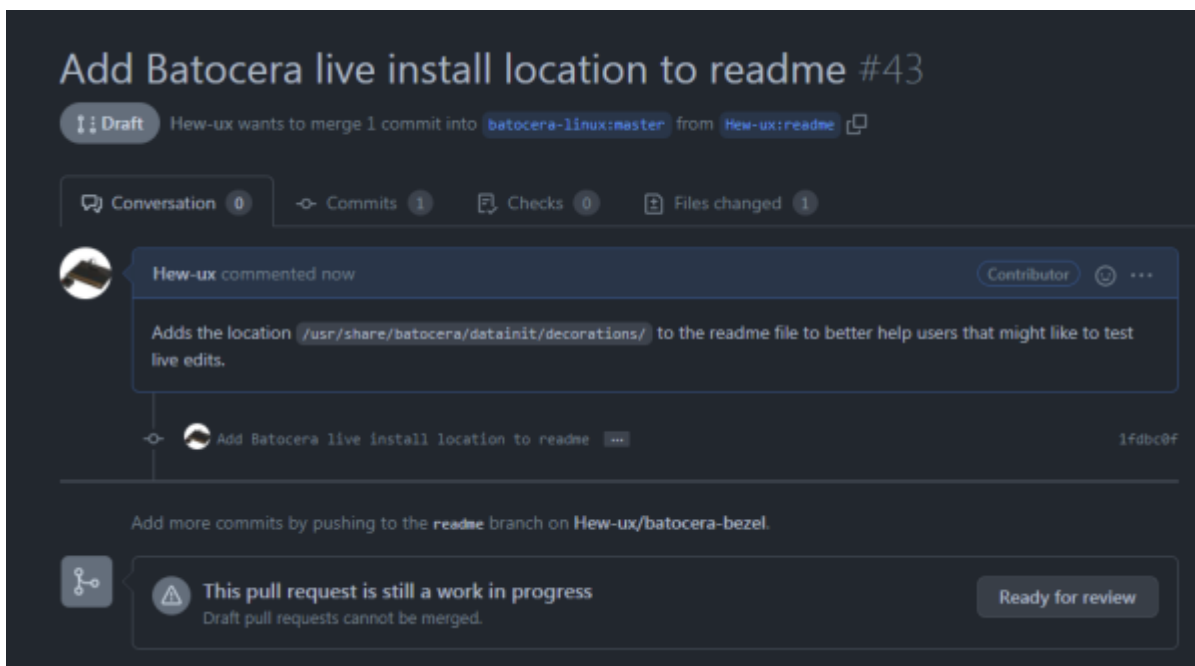 Add Batocera live install location to readme #43
Draft Hew-ux wants to merge 1 commit into batocera-linux:master from Hew-ux:readme
Conversation 0 Commits 1 Checks 0 Files changed 1
Hew-ux commented now Contributor
Adds the location /usr/share/batocera/datainit/decorations/ to the readme file to better help users that might like to test
live edits.
Add Batocera live install location to readme ... 1fdbc0f
Add more commits by pushing to the readme branch on Hew-ux/batocera-bezel.
This pull request is still a work in progress
Draft pull requests cannot be merged.
Ready for review